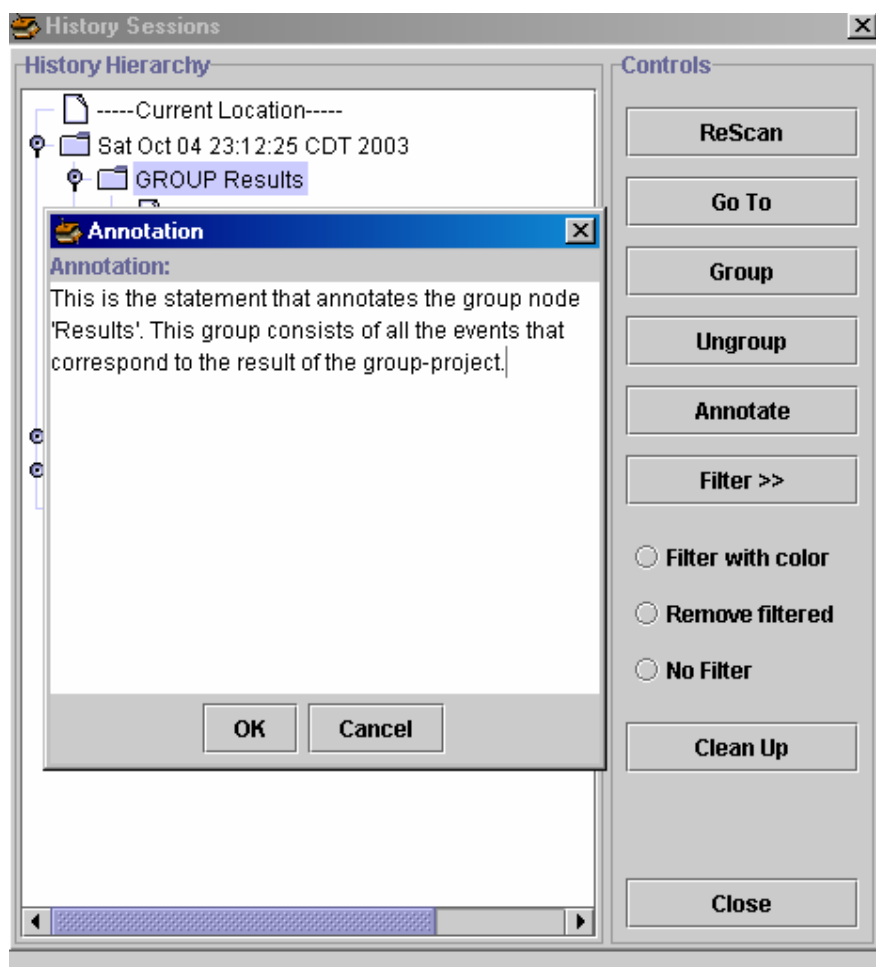 History Sessions
History Hierarchy
-----Current Location-----
Sat Oct 04 23:12:25 CDT 2003
GROUP Results
Annotation
Annotation:
This is the statement that annotates the group node
'Results'. This group consists of all the events that
correspond to the result of the group-project.
OK
Cancel
Controls
ReScan
Go To
Group
Ungroup
Annotate
Filter >>
Filter with color
Remove filtered
No Filter
Clean Up
Close